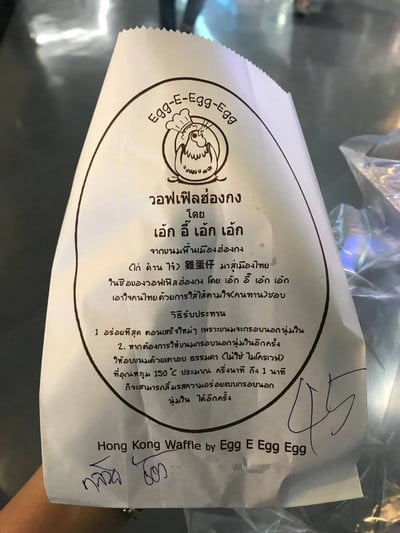 Egg-E-Egg-Egg
วอฟเฟิลฮ่องกง
โดย
เอ้ก อี๊ เอ้ก เอ้ก
จากขนมพื้นเมืองฮ่องกง
(ไก่ ด้าน ไจ๋) 雞蛋仔 มาสู่เมืองไทย
ในชื่อของวอฟเฟิลฮ่องกง โดย เอ้ก อี๊ เอ้ก เอ้ก
เอาใจคนไทย ด้วยการใส่ไส้ตามใจ(คนทาน)ชอบ
วิธีรับประทาน
1 อร่อยที่สุด ตอนเสร็จใหม่ๆ เพราะขนมจะกรอบนอกนุ่มใน
2. หากต้องการให้ขนมกรอบนอกนุ่มในอีกครั้ง
ให้อบขนมด้วยเตาอบ ธรรมดา (ไม่ใช่ ไมโครเวฟ)
ที่อุณหภูมิ 150 °C ประมาณ ครึ่งนาที ถึง 1 นาที
ก็จะสามารถลิ้มรสความอร่อยแบบกรอบนอก
นุ่มใน ได้อีกครั้ง
Hong Kong Waffle by Egg E Egg Egg
45